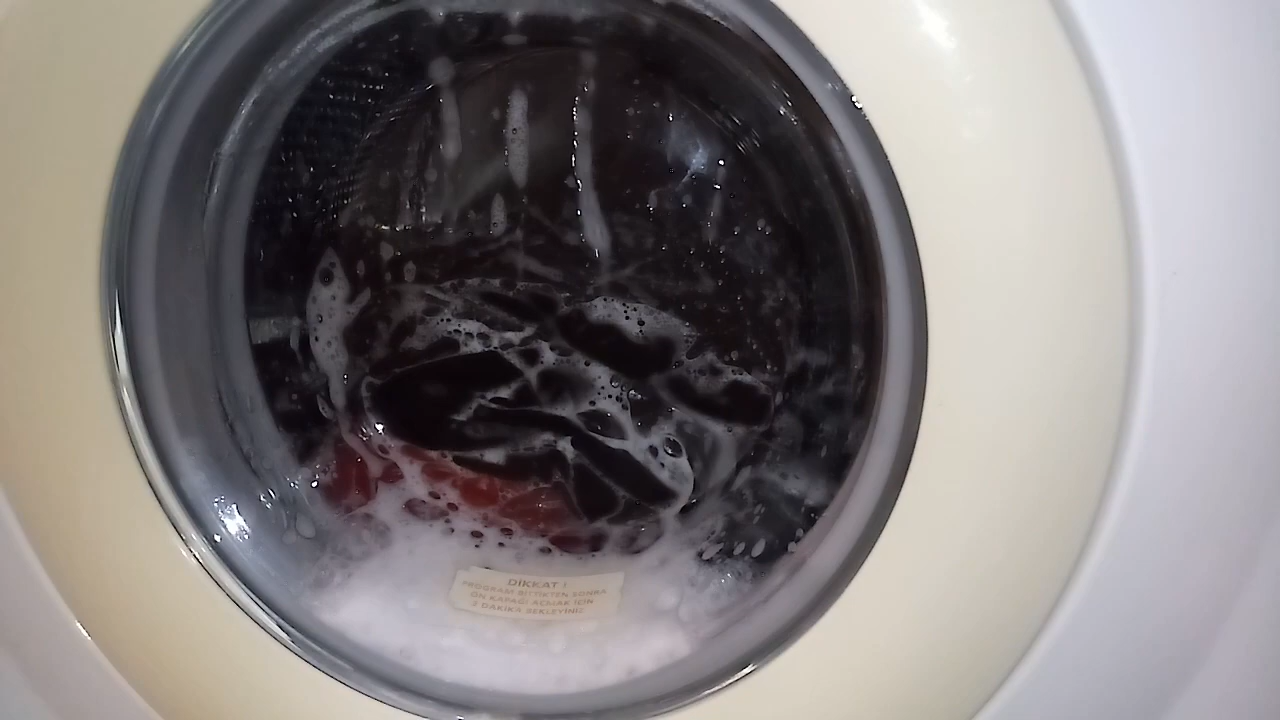 DİKKAT !
PROGRAM BİTTİKTEN SONRA
ÖN KAPAĞI AÇMAK İÇİN
2 DAKİKA BEKLEYİNİZ